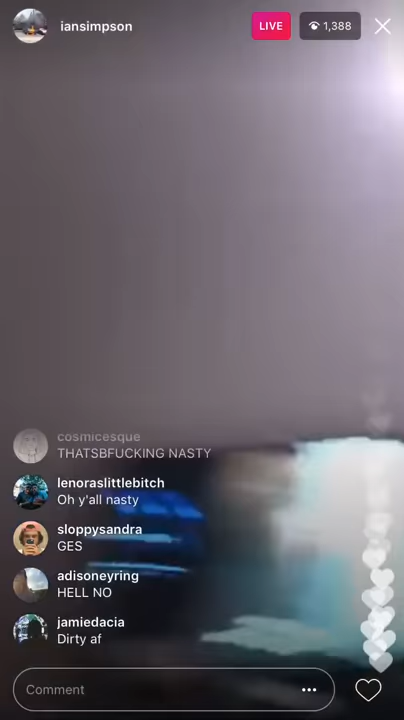 iansimpson
LIVE
1,388
cosmicesque
THATSBFUCKING NASTY
lenoraslittlebitch
Oh y'all nasty
sloppysandra
GES
adisoneyring
HELL NO
jamiedacia
Dirty af
Comment